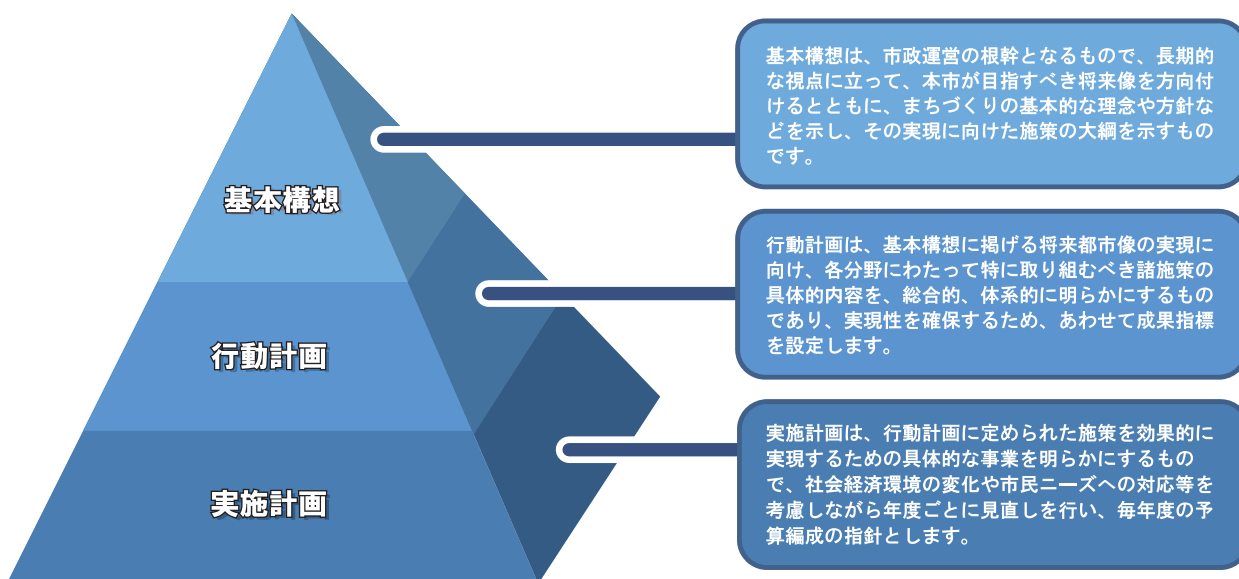 基本構想
基本構想は、市政運営の根幹となるもので、長期的
な視点に立って、本市が目指すべき将来像を方向付
けるとともに、まちづくりの基本的な理念や方針な
どを示し、その実現に向けた施策の大綱を示すもの
です。
行動計画
行動計画は、基本構想に掲げる将来都市像の実現に
向け、各分野にわたって特に取り組むべき諸施策の
具体的内容を、総合的、体系的に明らかにするもの
であり、実現性を確保するため、あわせて成果指標
を設定します。
実施計画
実施計画は、行動計画に定められた施策を効果的に
実現するための具体的な事業を明らかにするもの
で、社会経済環境の変化や市民ニーズへの対応等を
考慮しながら年度ごとに見直しを行い、毎年度の予
算編成の指針とします。